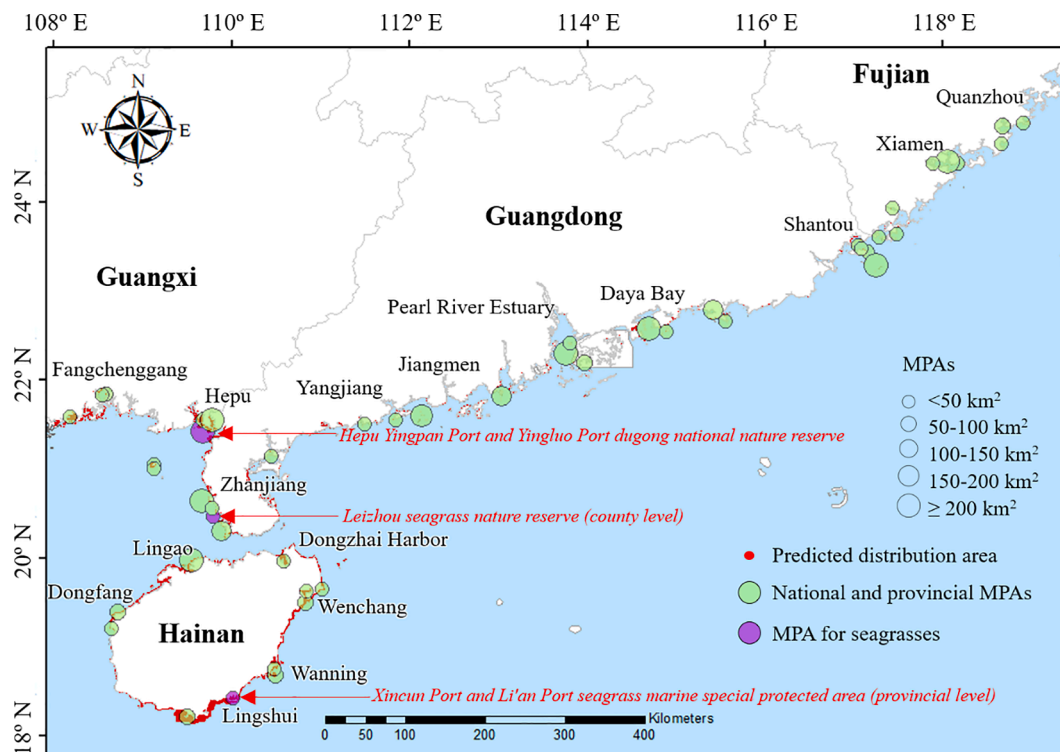 108º E
110º E
112º E
114º E
116º E
118º E
24º N
22º N
20º N
18º N
N
W
E
S
Fujian
Quanzhou
Xiamen
Guangdong
Shantou
Guangxi
Daya Bay
Pearl River Estuary
Jiangmen
Fangchenggang
Yangjiang
Hepu
Hepu Yingpan Port and Yingluo Port dugong national nature reserve
Zhanjiang
Leizhou seagrass nature reserve (county level)
Dongzhai Harbor
Lingao
Dongfang
Wenchang
Hainan
Wanning
Xincun Port and Li'an Port seagrass marine special protected area (provincial level)
Lingshui
MPAs
<50 km²
50-100 km²
100-150 km²
150-200 km²
≥ 200 km²
Predicted distribution area
National and provincial MPAs
MPA for seagrasses
Kilometers
0 50 100 200 300 400